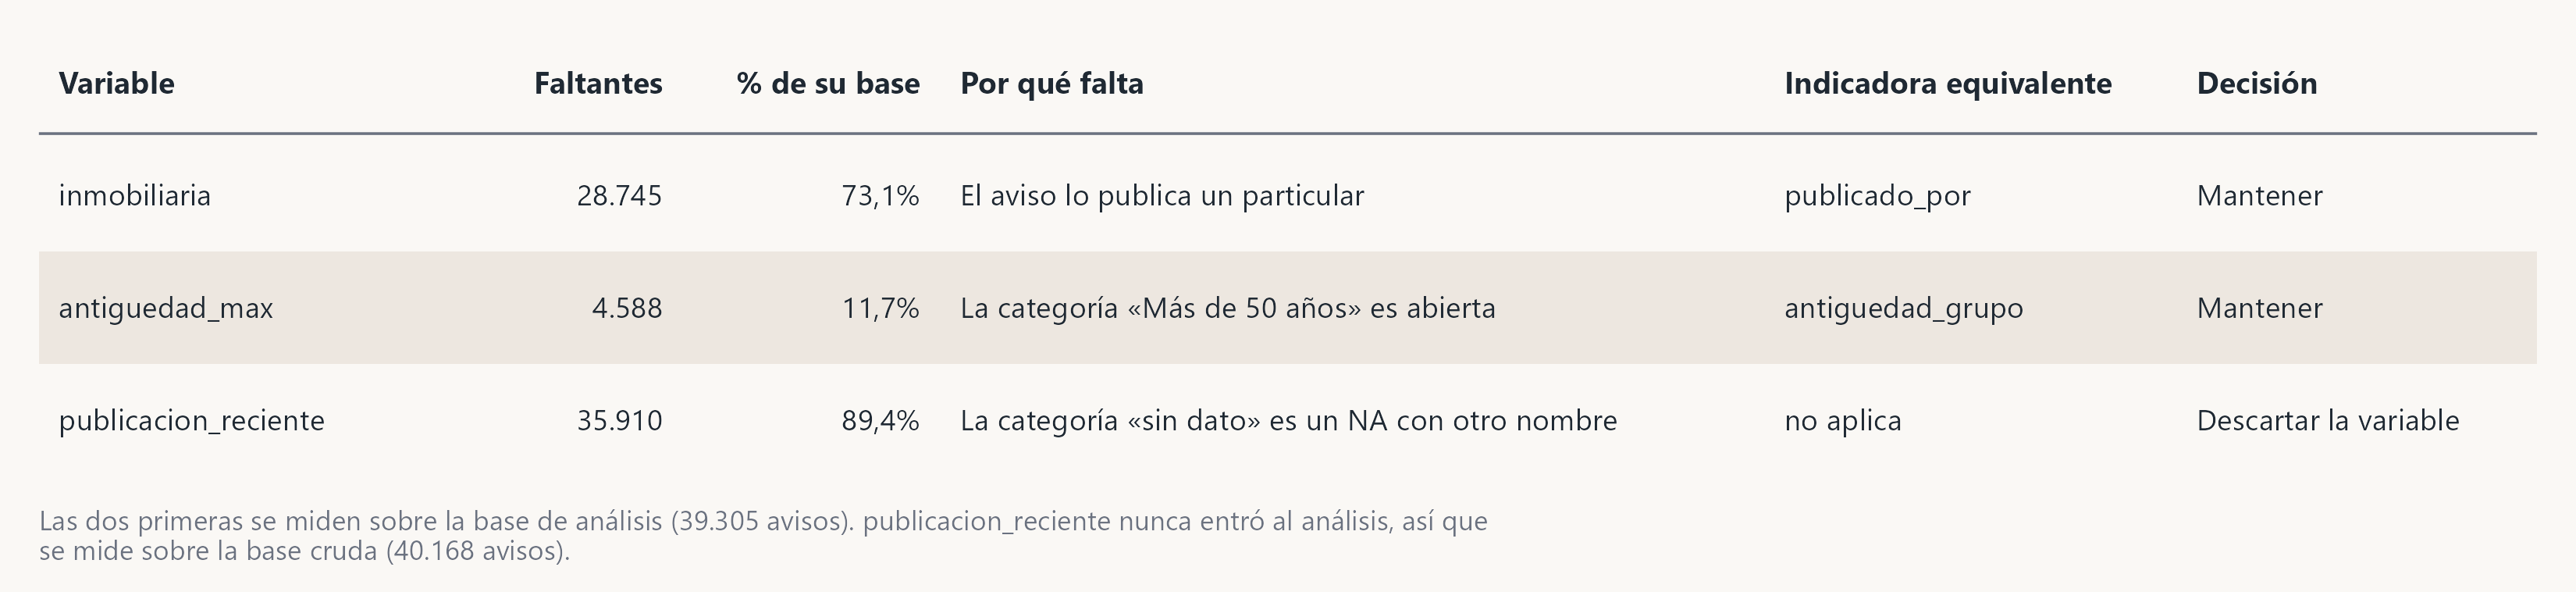 Variable Faltantes % de su base Por qué falta Indicadora equivalente Decisión
inmobiliaria 28.745 73,1% El aviso lo publica un particular publicado_por Mantener
antiguedad_max 4.588 11,7% La categoría «Más de 50 años» es abierta antiguedad_grupo Mantener
publicacion_reciente 35.910 89,4% La categoría «sin dato» es un NA con otro nombre no aplica Descartar la variable
Las dos primeras se miden sobre la base de análisis (39.305 avisos). publicacion_reciente nunca entró al análisis, así que
se mide sobre la base cruda (40.168 avisos).